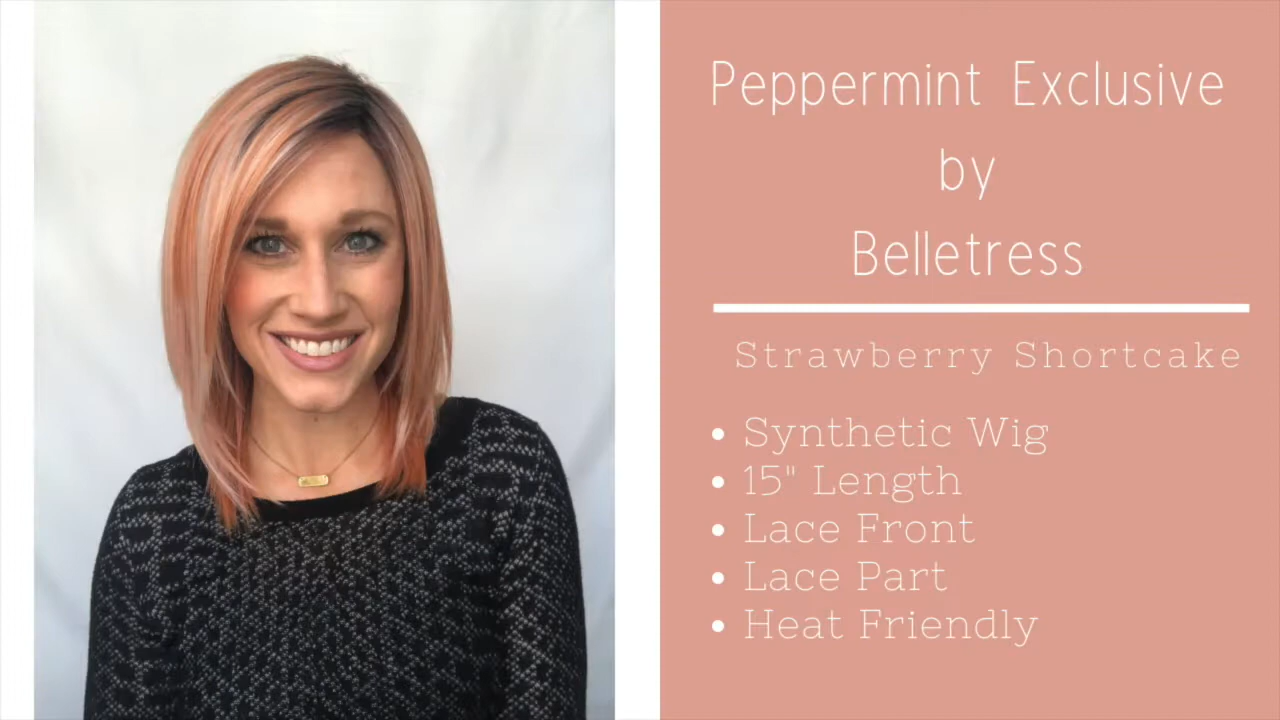 Peppermint Exclusive
by
Belletress
Strawberry Shortcake
• Synthetic Wig
• 15" Length
• Lace Front
• Lace Part
• Heat Friendly